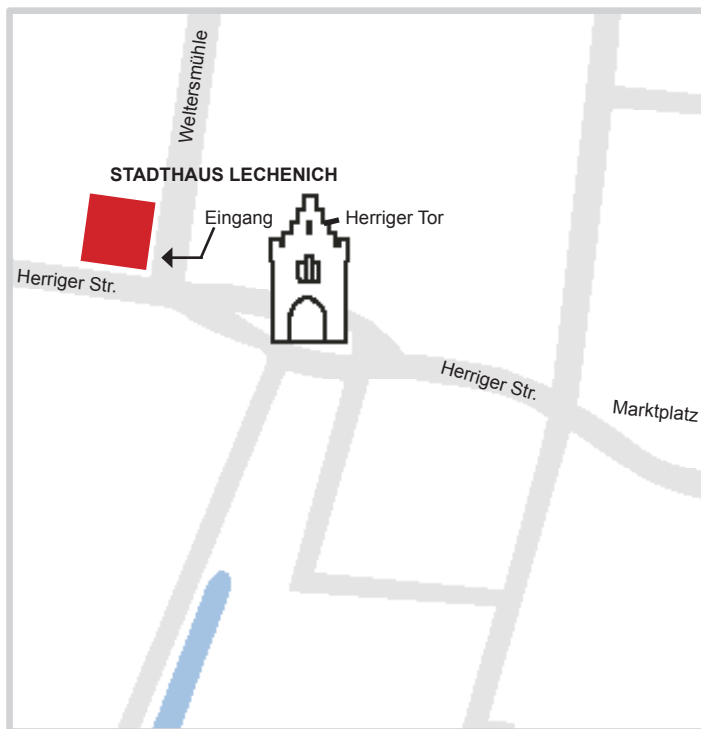 Weltersmühle
STADTHAUS LECHENICH
Eingang
Herriger Tor
Herriger Str.
Herriger Str.
Marktplatz